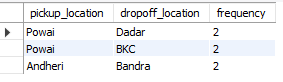 pickup_location dropoff_location frequency
Powai Dadar 2
Powai BKC 2
Andheri Bandra 2